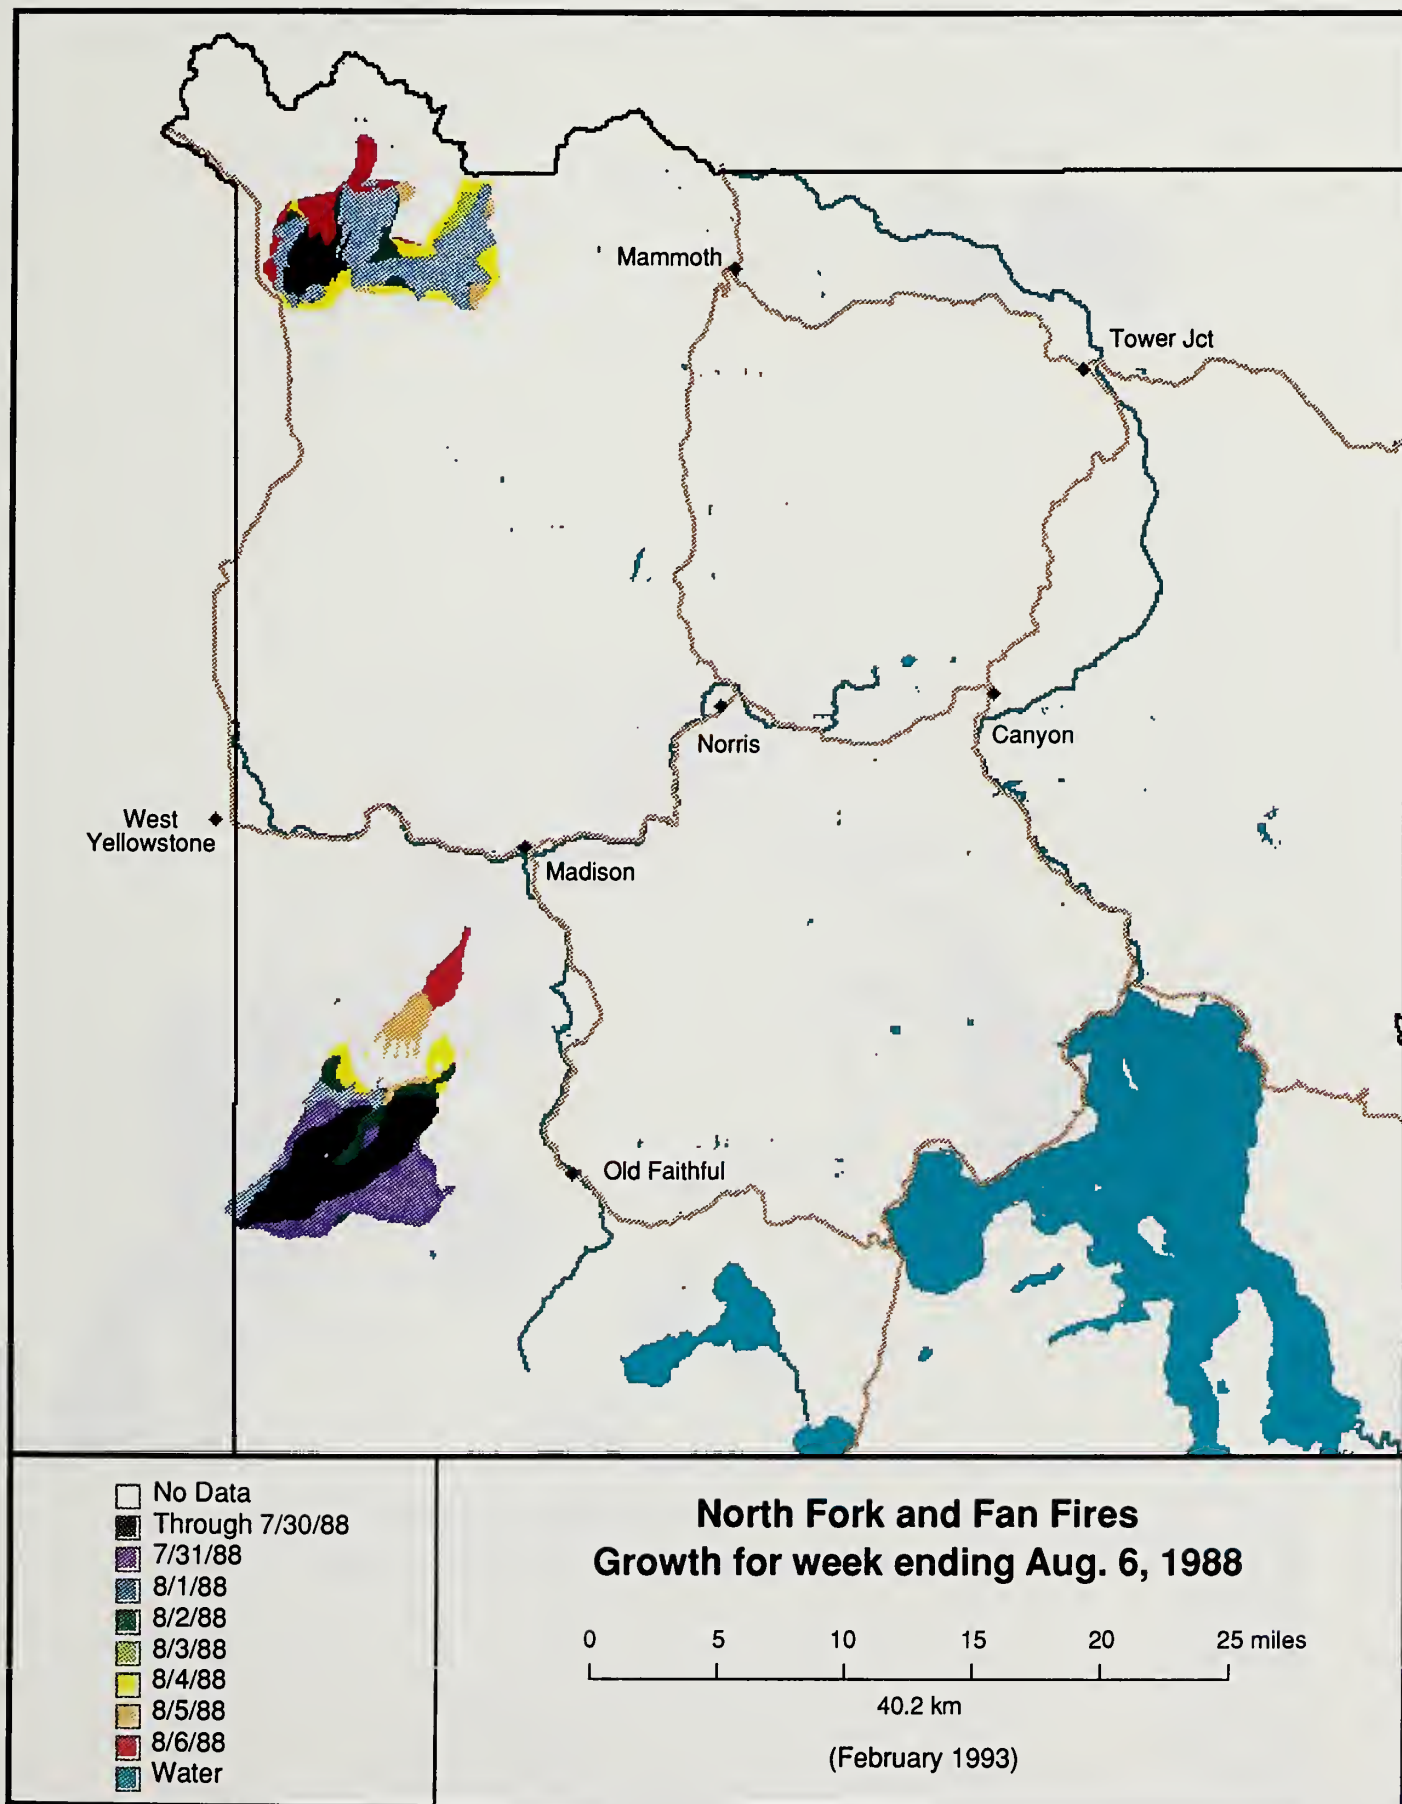 Mammoth
Tower Jct
Norris
Canyon
West
Yellowstone
Madison
Old Faithful
No Data
Through 7/30/88
7/31/88
8/1/88
8/2/88
8/3/88
8/4/88
8/5/88
8/6/88
Water
North Fork and Fan Fires
Growth for week ending Aug. 6, 1988
0 5 10 15 20 25 miles
40.2 km
(February 1993)